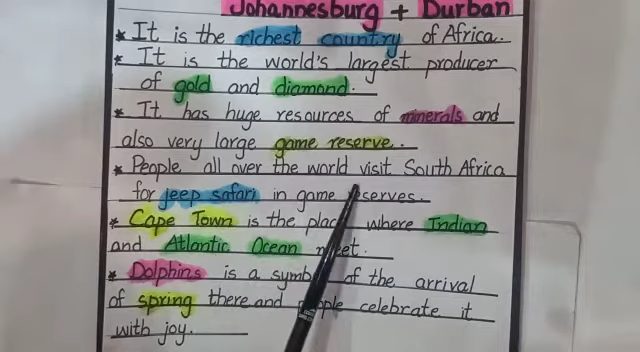 Johannesburg + Durban
* It is the richest country of Africa.
* It is the world's largest producer
of gold and diamond.
* It has huge resources of minerals and
also very large game reserve.
* People all over the world visit South Africa
for jeep safari in game reserves.
* Cape Town is the place where Indian
and Atlantic Ocean meet.
* Dolphins is a symbol of the arrival
of spring there and people celebrate it
with joy.